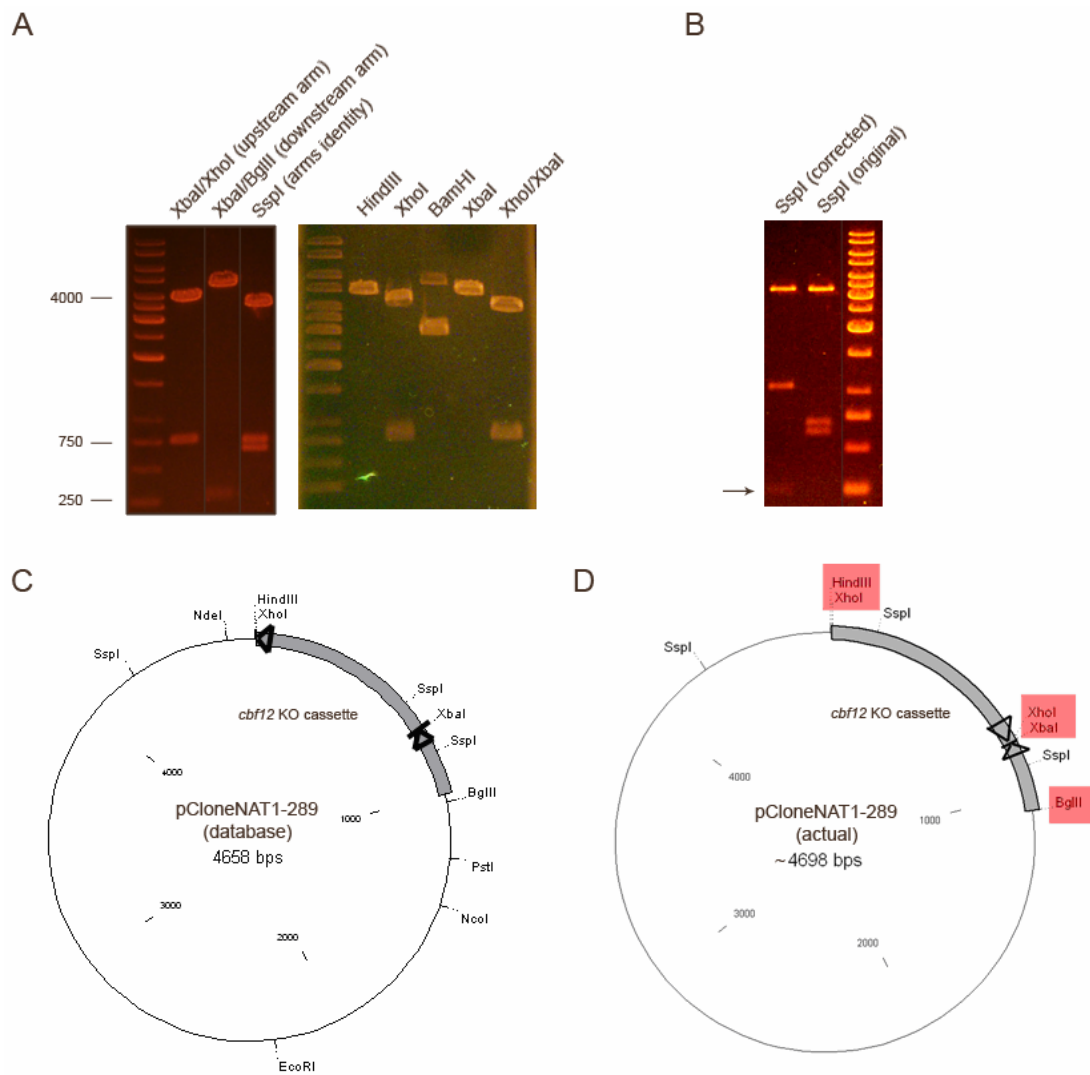 A
B
XbaI/XhoI (upstream arm)
XbaI/BglII (downstream arm)
SspI (arms identity)
HindIII
XhoI
BamHI
XbaI
XhoI/XbaI
SspI (corrected)
SspI (original)
4000
750
250
C
D
HindIII
XhoI
NdeI
SspI
SspI
XbaI
SspI
BglII
PstI
NcoI
EcoRI
cbf12 KO cassette
4000
1000
3000
2000
pCloneNAT1-289
(database)
4658 bps
HindIII
XhoI
SspI
SspI
XhoI
XbaI
SspI
BglII
cbf12 KO cassette
4000
1000
3000
2000
pCloneNAT1-289
(actual)
~4698 bps